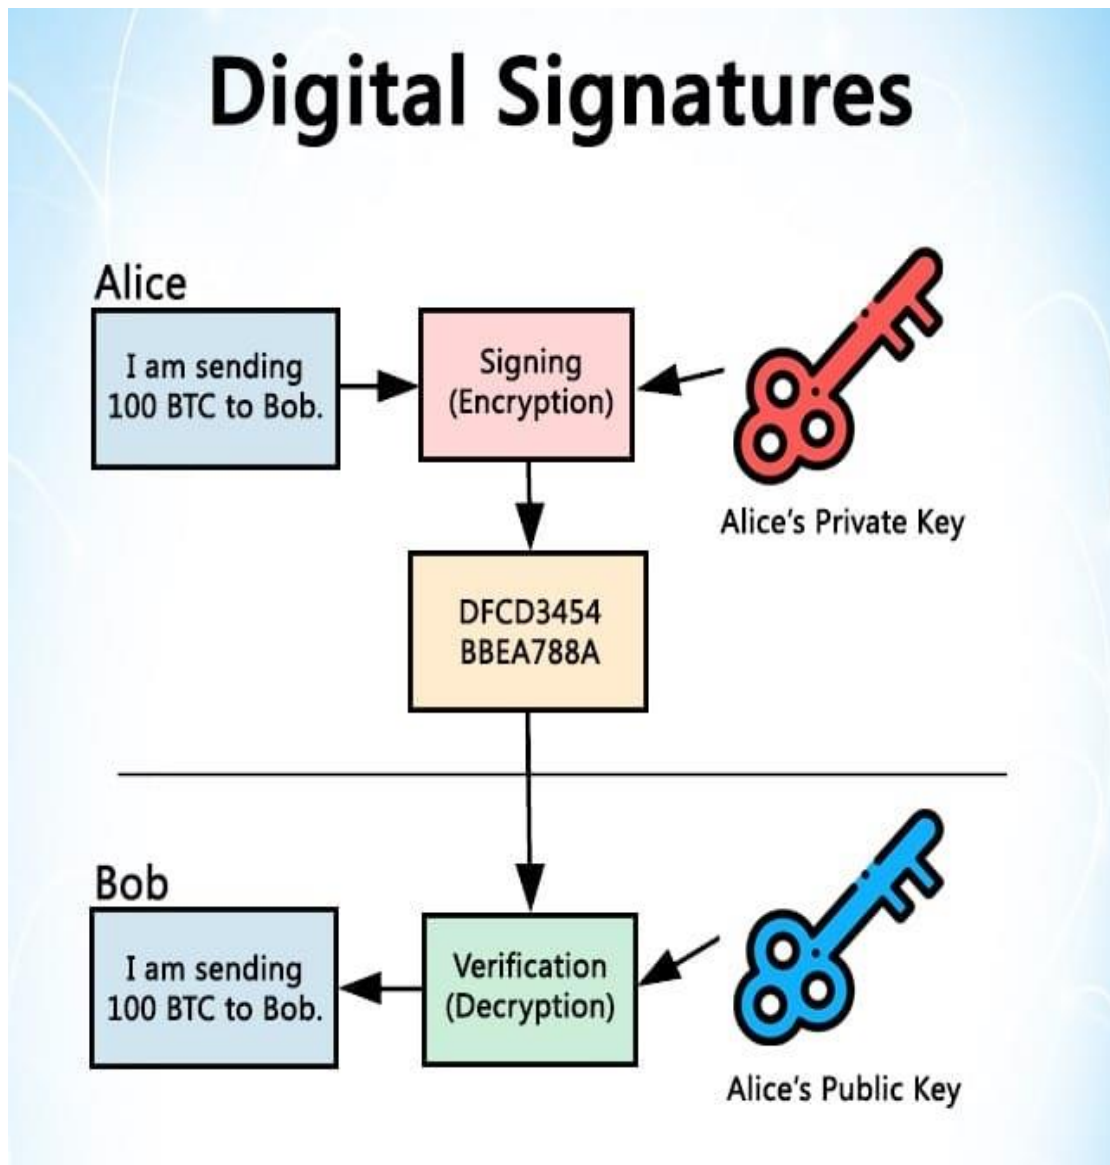 Digital Signatures
Alice
I am sending
100 BTC to Bob.
Signing
(Encryption)
Alice's Private Key
DFCD3454
BBEA788A
Bob
I am sending
100 BTC to Bob.
Verification
(Decryption)
Alice's Public Key